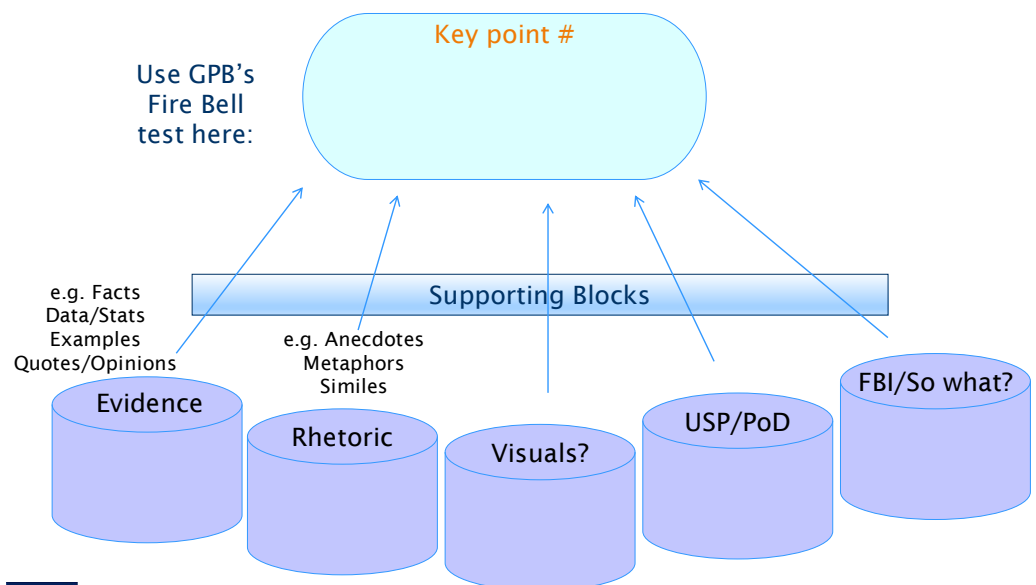 Key point #
Use GPB’s
Fire Bell
test here:
Supporting Blocks
e.g. Facts
Data/Stats
Examples
Quotes/Opinions
e.g. Anecdotes
Metaphors
Similes
Evidence
Rhetoric
Visuals?
USP/PoD
FBI/So what?